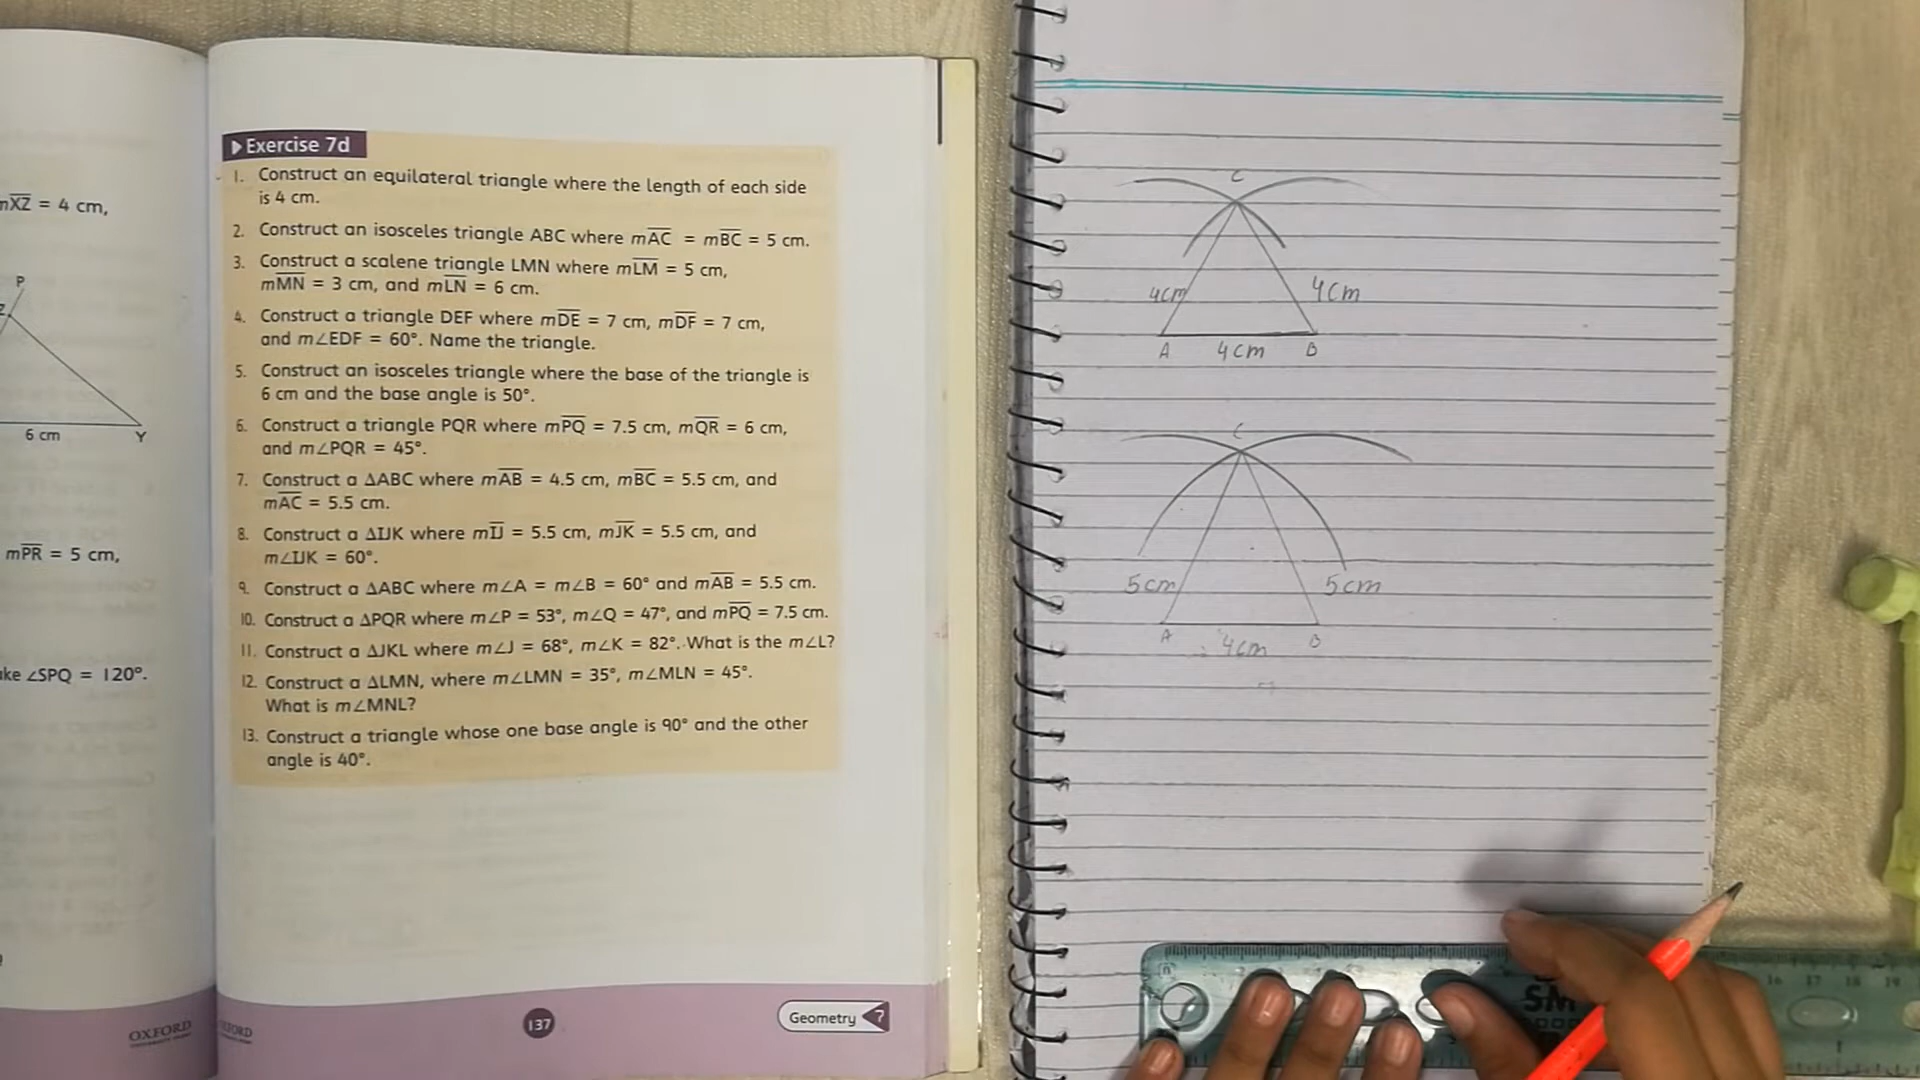 mXZ = 4 cm,
P
Z
6 cm
Y
mPR = 5 cm,
ake ∠SPQ = 120°.
OXFORD
Exercise 7d
1. Construct an equilateral triangle where the length of each side
is 4 cm.
2. Construct an isosceles triangle ABC where mAC = mBC = 5 cm.
3. Construct a scalene triangle LMN where mLM = 5 cm,
mMN = 3 cm, and mLN = 6 cm.
4. Construct a triangle DEF where mDE = 7 cm, mDF = 7 cm,
and m∠EDF = 60°. Name the triangle.
5. Construct an isosceles triangle where the base of the triangle is
6 cm and the base angle is 50°.
6. Construct a triangle PQR where mPQ = 7.5 cm, mQR = 6 cm,
and m∠PQR = 45°.
7. Construct a ΔABC where mAB = 4.5 cm, mBC = 5.5 cm, and
mAC = 5.5 cm.
8. Construct a ΔIJK where mIJ = 5.5 cm, mJK = 5.5 cm, and
m∠IJK = 60°.
9. Construct a ΔABC where m∠A = m∠B = 60° and mAB = 5.5 cm.
10. Construct a ΔPQR where m∠P = 53°, m∠Q = 47°, and mPQ = 7.5 cm.
11. Construct a ΔJKL where m∠J = 68°, m∠K = 82°. What is the m∠L?
12. Construct a ΔLMN, where m∠LMN = 35°, m∠MLN = 45°.
What is m∠MNL?
13. Construct a triangle whose one base angle is 90° and the other
angle is 40°.
137
Geometry 7
C
4cm
4cm
A 4cm B
C
5cm
5cm
A 4cm B
SM
16 17 18 19